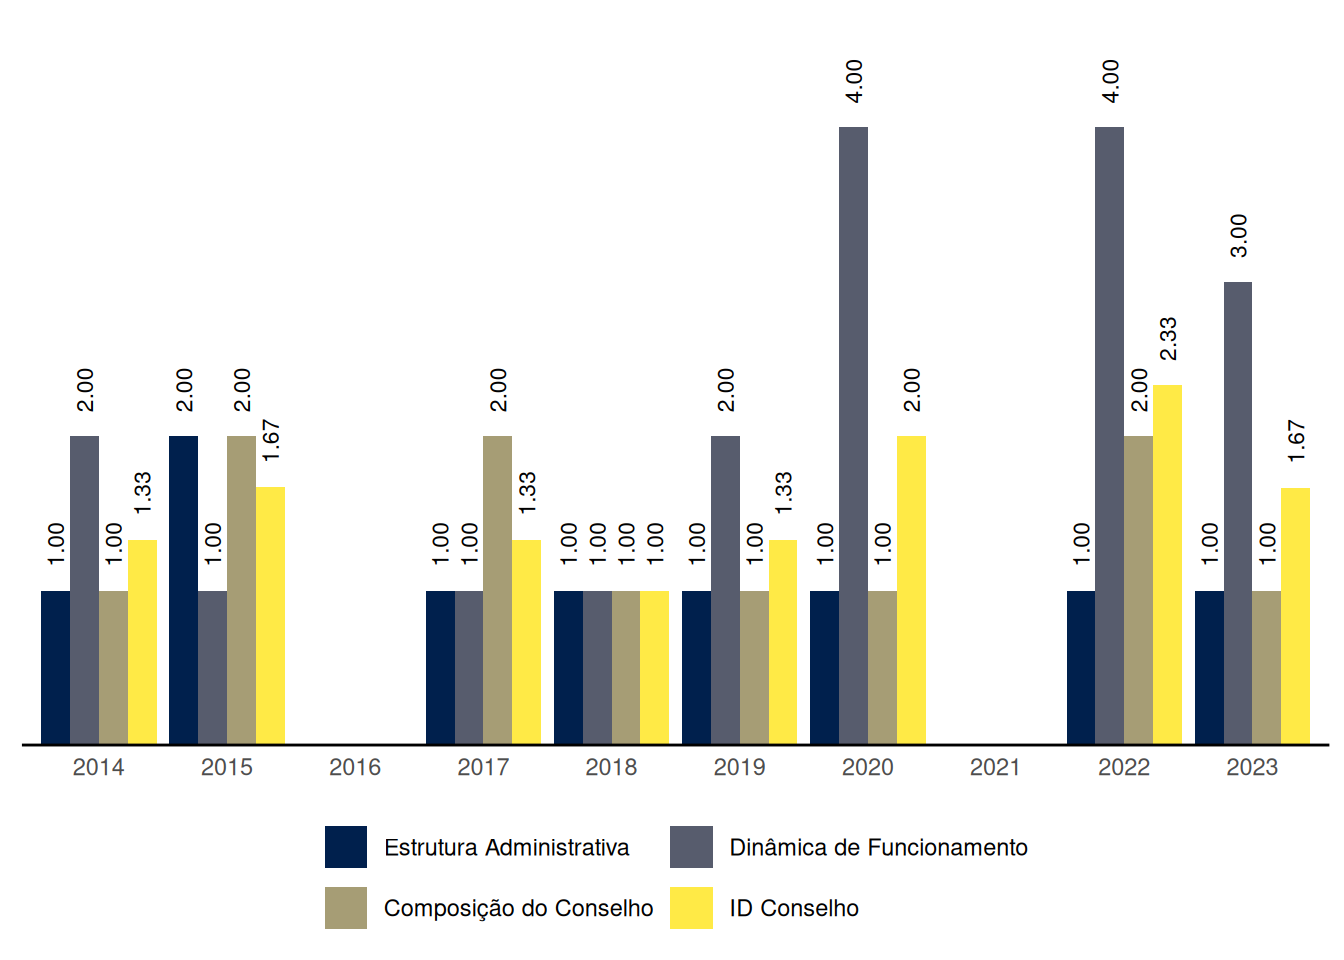 4.00 4.00
3.00
2.33
2.00 2.00 2.00 2.00 2.00 2.00 2.00
1.67 1.67
1.33 1.33 1.33
1.00 1.00 1.00 1.00 1.00 1.00 1.00 1.00 1.00 1.00 1.00 1.00 1.00 1.00 1.00 1.00
2014 2015 2016 2017 2018 2019 2020 2021 2022 2023
Estrutura Administrativa Dinâmica de Funcionamento
Composição do Conselho ID Conselho